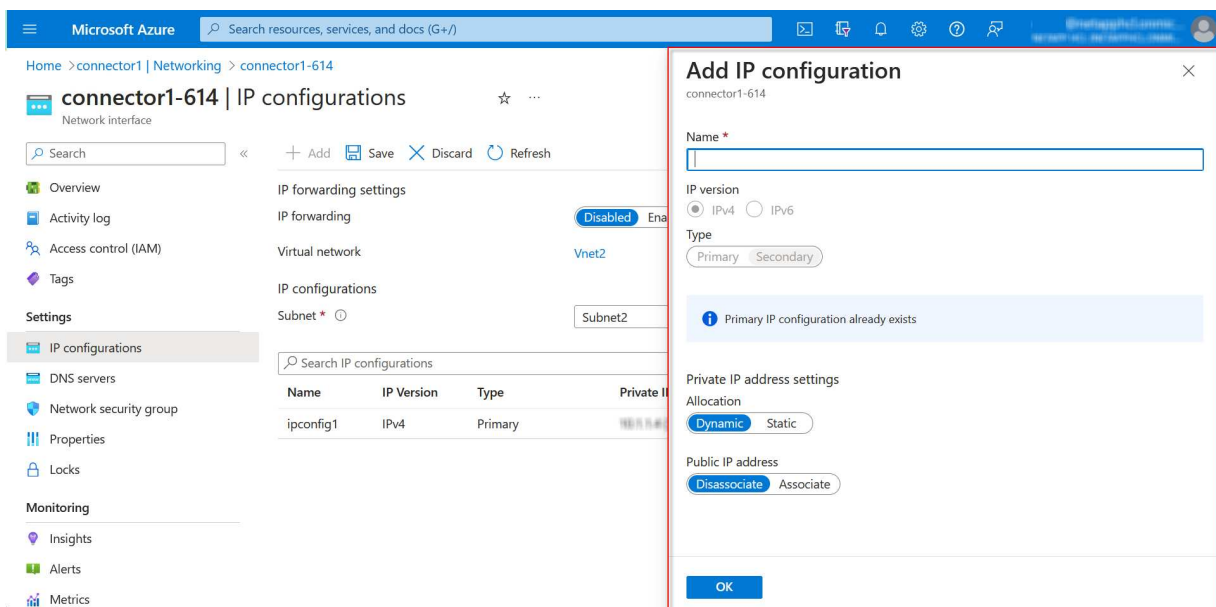 Microsoft Azure
Search resources, services, and docs (G+/)
Home >connector1 | Networking > connector1-614
connector1-614 | IP configurations
Network interface
Search
Overview
Activity log
Access control (IAM)
Tags
Settings
IP configurations
DNS servers
Network security group
Properties
Locks
Monitoring
Insights
Alerts
Metrics
Add
Save
Discard
Refresh
IP forwarding settings
IP forwarding
Disabled Ena
Virtual network
Vnet2
IP configurations
Subnet *
Subnet2
Search IP configurations
Name IP Version Type Private I
ipconfig1 IPv4 Primary
Add IP configuration
connector1-614
Name *
IP version
IPv4 IPv6
Type
Primary Secondary
Primary IP configuration already exists
Private IP address settings
Allocation
Dynamic Static
Public IP address
Disassociate Associate
OK